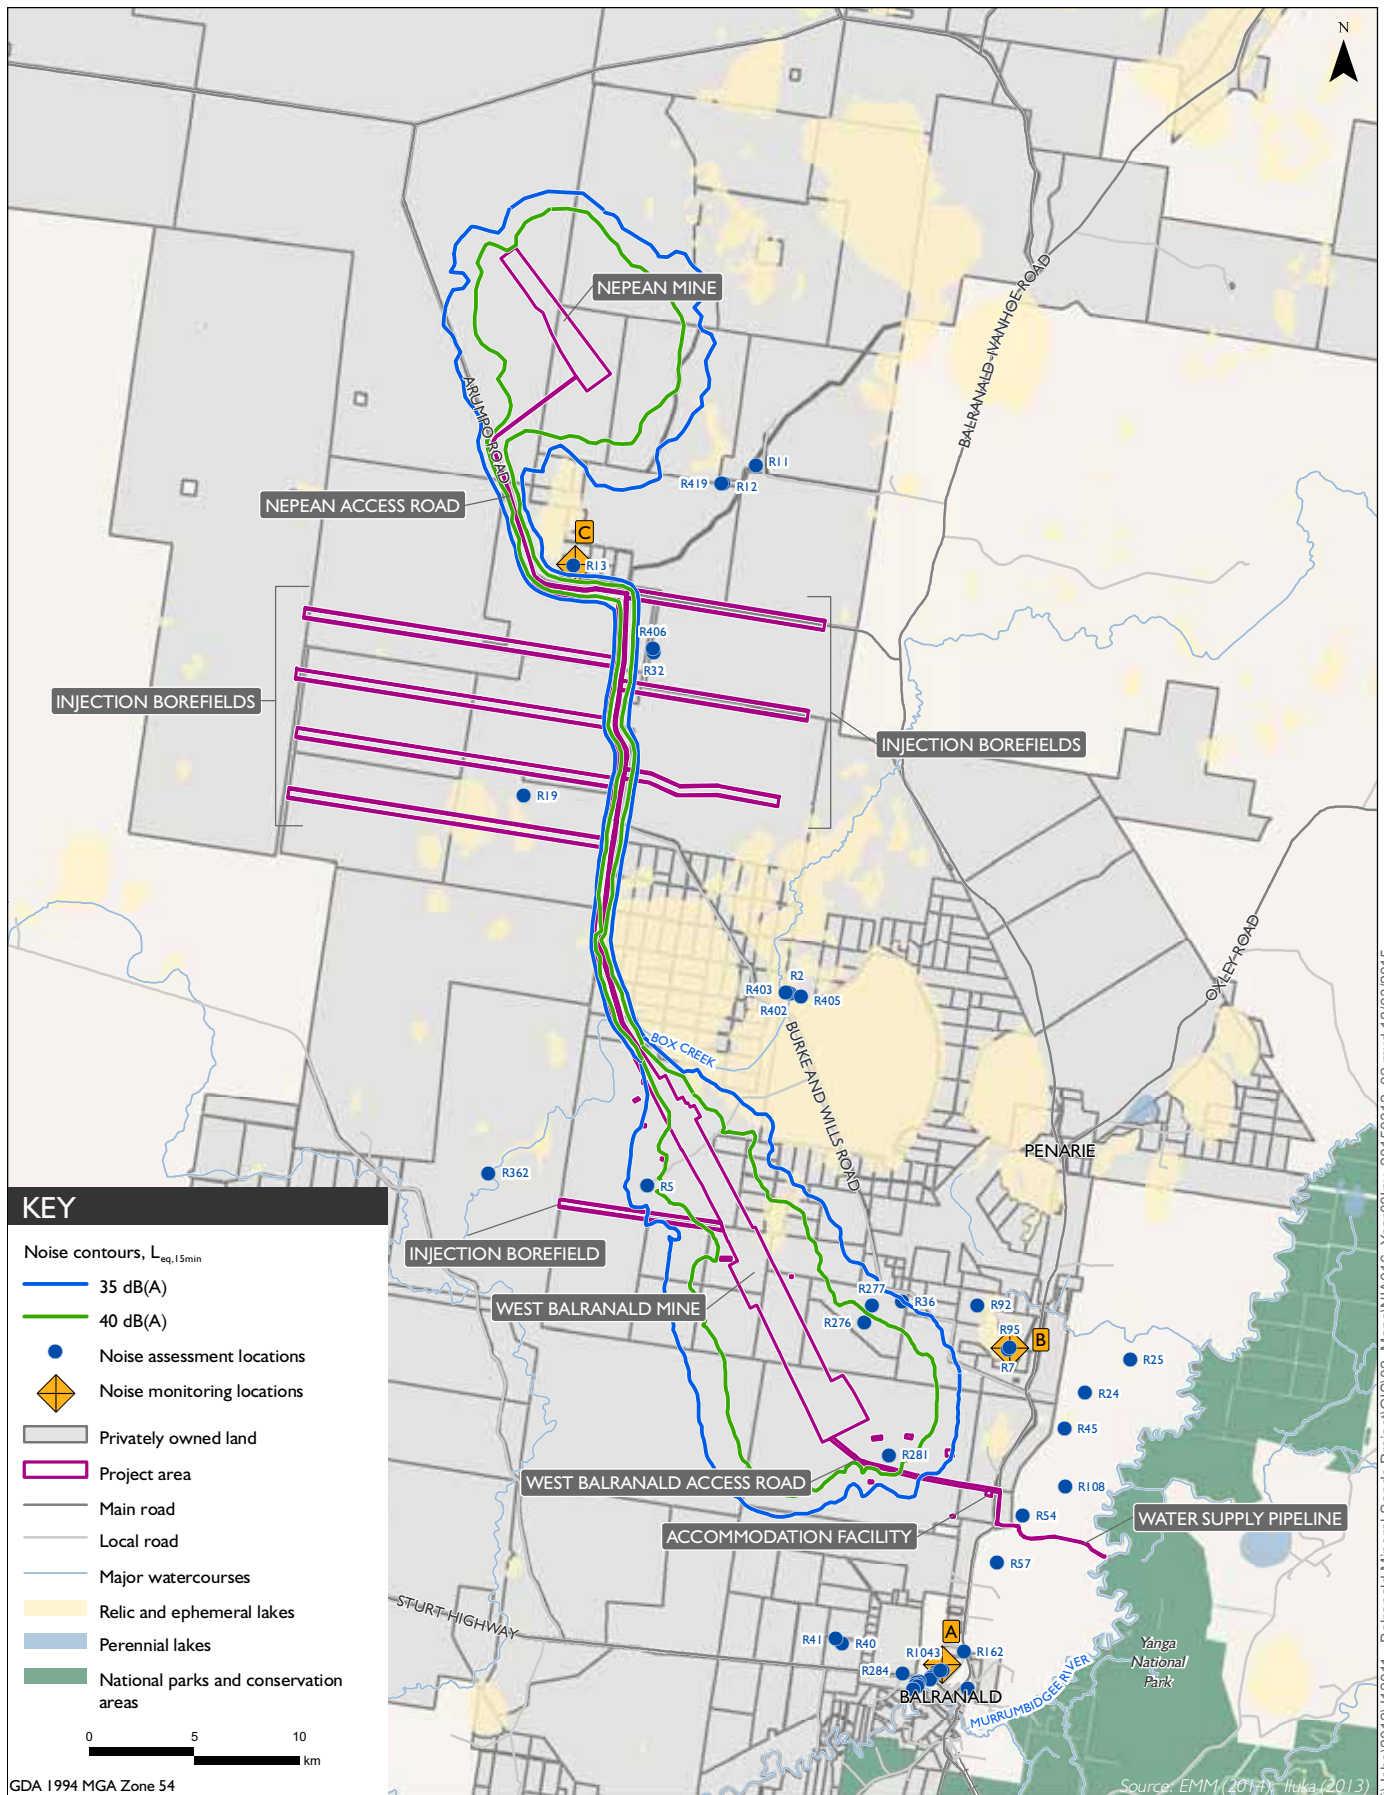 N
NEPEAN MINE
BALRANALD-IVANHOE ROAD
ARUMPO ROAD
R11
R419
R12
NEPEAN ACCESS ROAD
C
R13
R406
R32
INJECTION BOREFIELDS
INJECTION BOREFIELDS
R19
OXLEY ROAD
R2
R403
R405
R402
BURKE AND WILLS ROAD
BOX CREEK
PENARIE
R362
R5
INJECTION BOREFIELD
WEST BALRANALD MINE
R277
R36
R92
R276
R95
B
R7
R25
R24
R45
R281
WEST BALRANALD ACCESS ROAD
R108
R54
WATER SUPPLY PIPELINE
ACCOMMODATION FACILITY
R57
STURT HIGHWAY
A
R41
R40
R1043
R162
R284
BALRANALD
MURRUMBIDGEE RIVER
Yanga
National
Park
KEY
Noise contours, Leq,15min
35 dB(A)
40 dB(A)
Noise assessment locations
Noise monitoring locations
Privately owned land
Project area
Main road
Local road
Major watercourses
Relic and ephemeral lakes
Perennial lakes
National parks and conservation
areas
0 5 10
km
GDA 1994 MGA Zone 54
Source: EMM (2014); Iluka (2013)